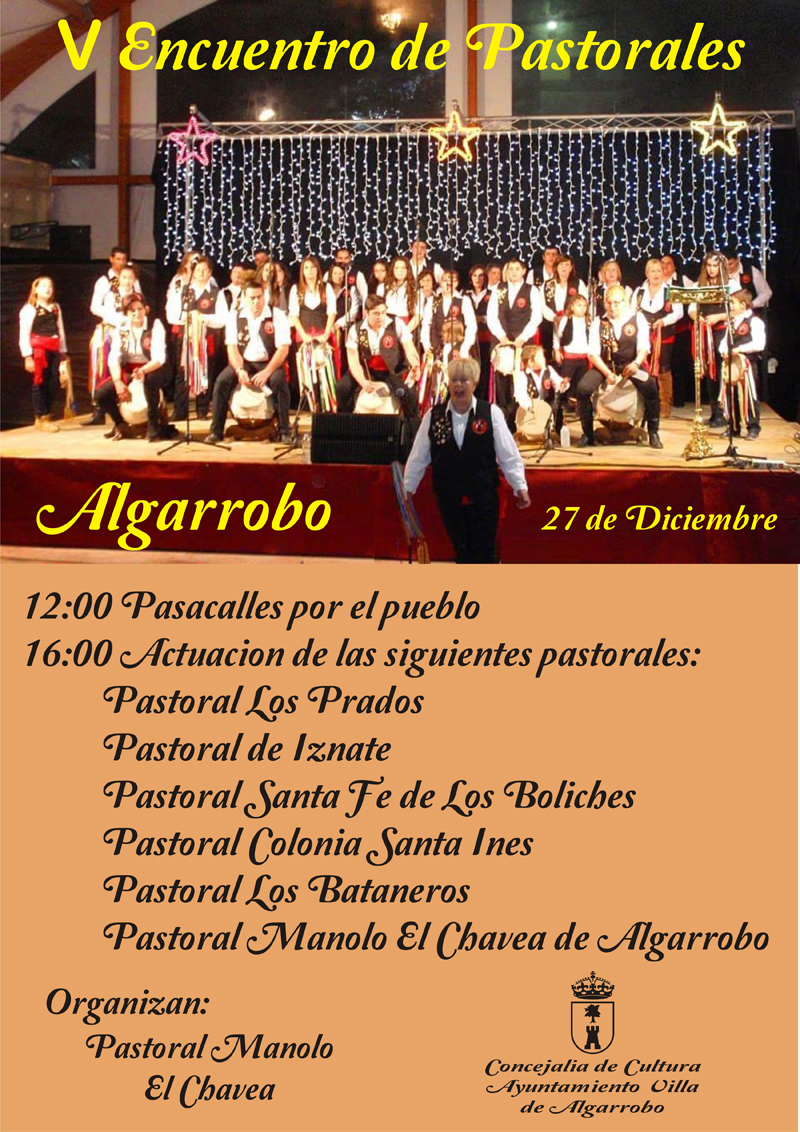 V Encuentro de Pastorales
Algarrobo
27 de Diciembre
12:00 Pasacalles por el pueblo
16:00 Actuacion de las siguientes pastorales:
Pastoral Los Prados
Pastoral de Iznate
Pastoral Santa Fe de Los Boliches
Pastoral Colonia Santa Ines
Pastoral Los Bataneros
Pastoral Manolo El Chavea de Algarrobo
Organizan:
Pastoral Manolo
El Chavea
Concejalia de Cultura
Ayuntamiento Villa
de Algarrobo